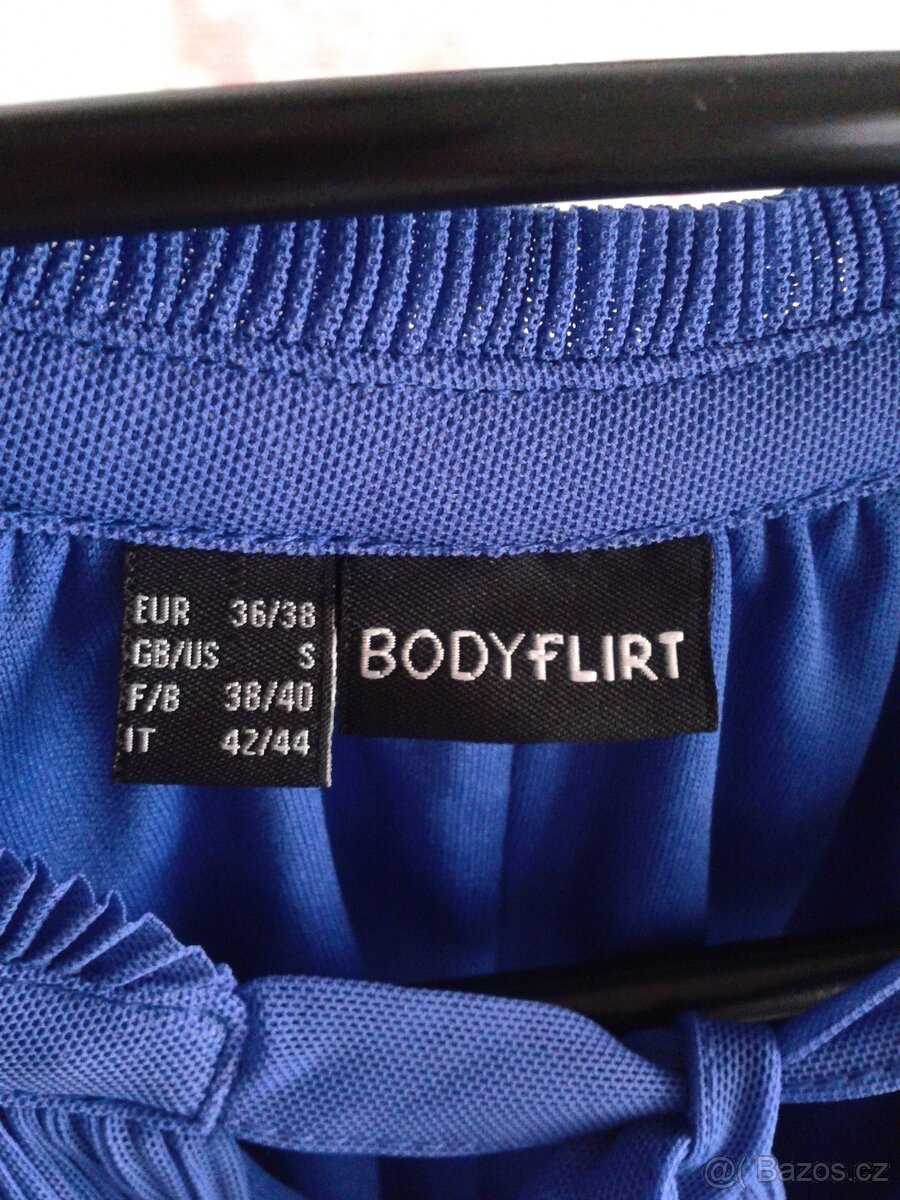 EUR 36/38
GB/US S
F/B 38/40
IT 42/44
BODYFLIRT
@( Bazos.cz